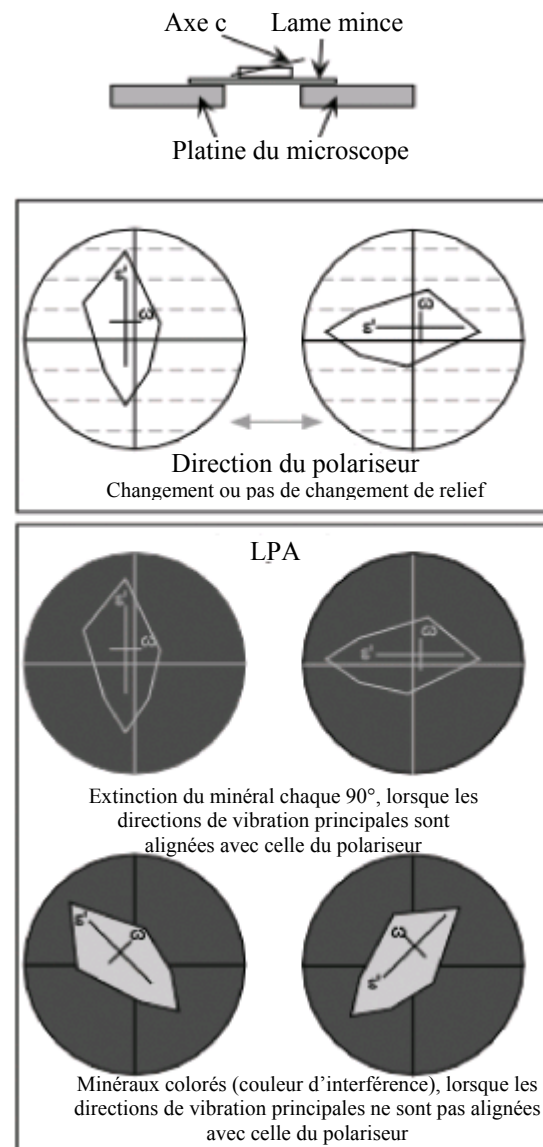 Axe c Lame mince
Platine du microscope
ε' ω
ε' ω
Direction du polariseur
Changement ou pas de changement de relief
LPA
ε' ω
ε' ω
Extinction du minéral chaque 90°, lorsque les
directions de vibration principales sont
alignées avec celle du polariseur
ε' ω
ε' ω
Minéraux colorés (couleur d'interférence), lorsque les
directions de vibration principales ne sont pas alignées
avec celle du polariseur